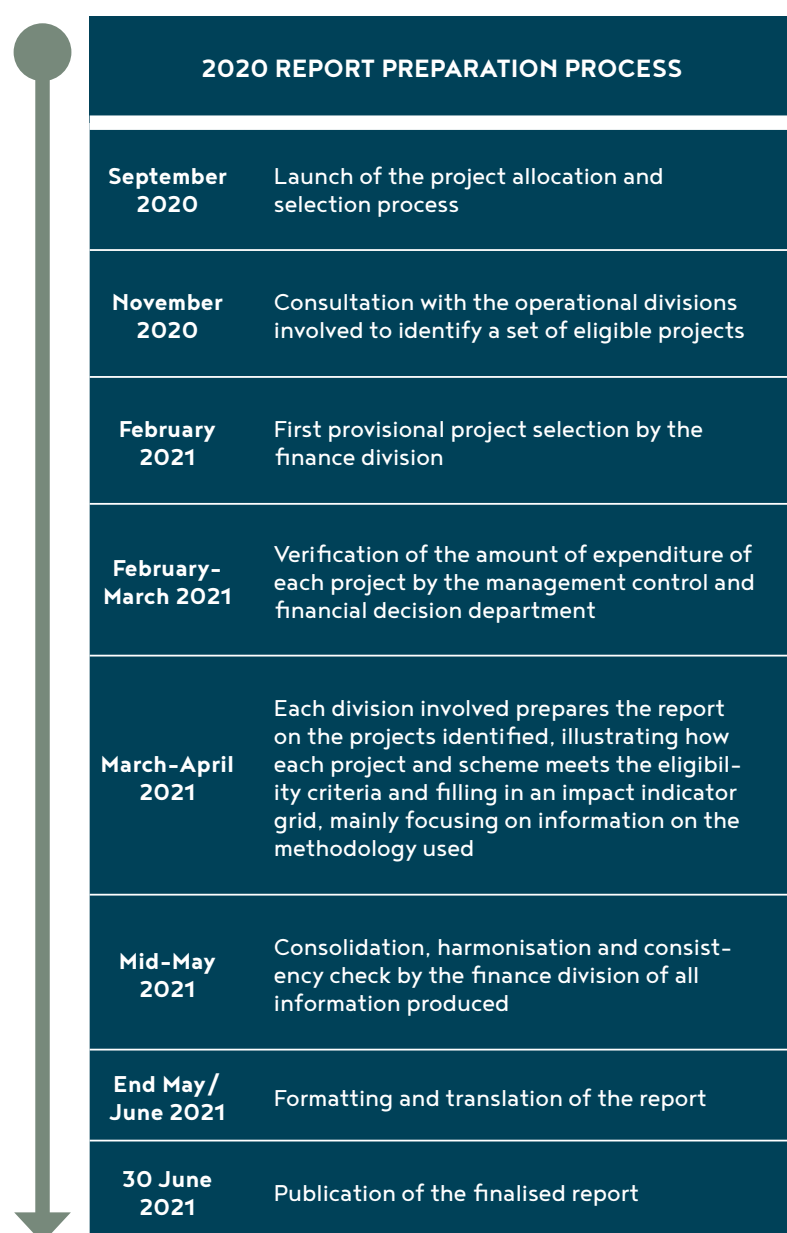 2020 REPORT PREPARATION PROCESS
September
2020
Launch of the project allocation and
selection process
November
2020
Consultation with the operational divisions
involved to identify a set of eligible projects
February
2021
First provisional project selection by the
finance division
February-
March 2021
Verification of the amount of expenditure of
each project by the management control and
financial decision department
March-April
2021
Each division involved prepares the report
on the projects identified, illustrating how
each project and scheme meets the eligibil-
ity criteria and filling in an impact indicator
grid, mainly focusing on information on the
methodology used
Mid-May
2021
Consolidation, harmonisation and consist-
ency check by the finance division of all
information produced
End May/
June 2021
Formatting and translation of the report
30 June
2021
Publication of the finalised report